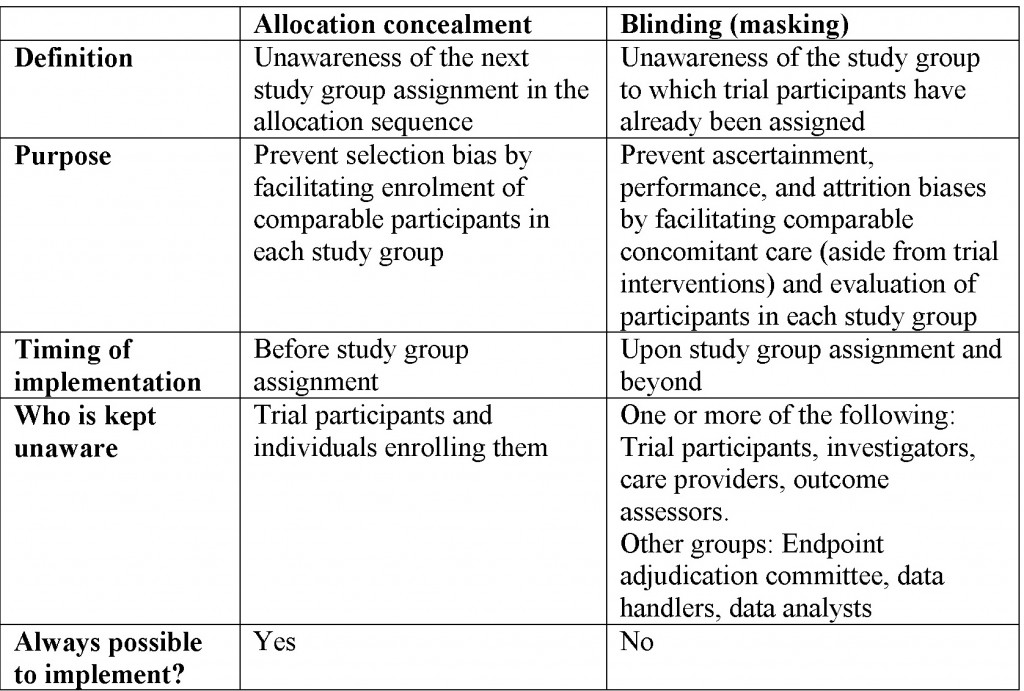 Allocation concealment
Blinding (masking)
Definition
Unawareness of the next
study group assignment in the
allocation sequence
Unawareness of the study group
to which trial participants have
already been assigned
Purpose
Prevent selection bias by
facilitating enrolment of
comparable participants in
each study group
Prevent ascertainment,
performance, and attrition biases
by facilitating comparable
concomitant care (aside from trial
interventions) and evaluation of
participants in each study group
Timing of
implementation
Before study group
assignment
Upon study group assignment and
beyond
Who is kept
unaware
Trial participants and
individuals enrolling them
One or more of the following:
Trial participants, investigators,
care providers, outcome
assessors.
Other groups: Endpoint
adjudication committee, data
handlers, data analysts
Always possible
to implement?
Yes
No